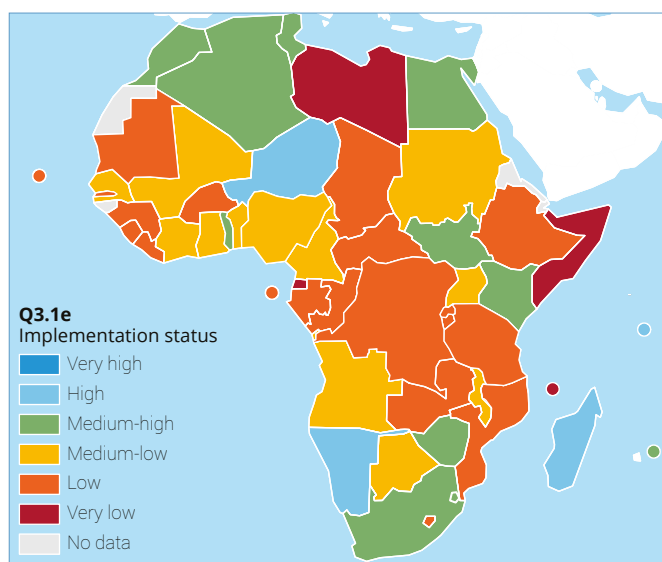 Q3.1e
Implementation status
Very high
High
Medium-high
Medium-low
Low
Very low
No data